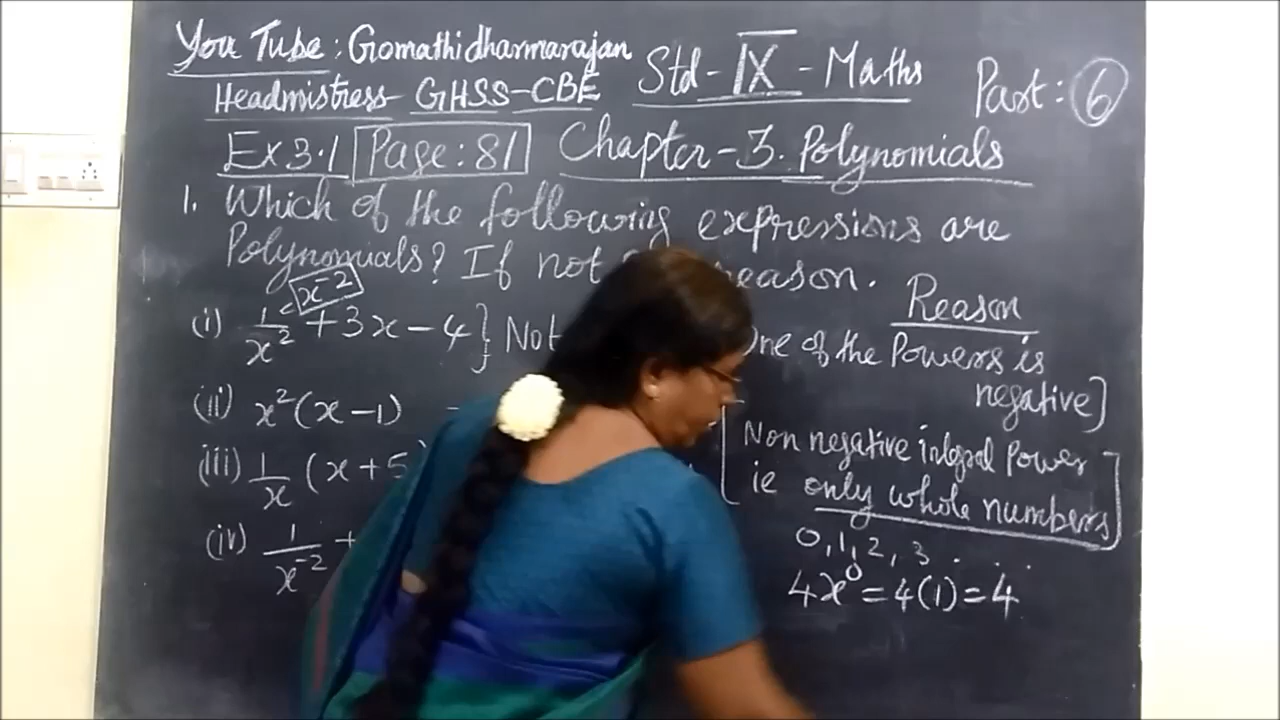 You Tube : Gomathidharmarajan
Headmistress - GHSS - CBE
Std - IX - Maths
Part : 6
Ex 3.1 Page : 81 Chapter - 3. Polynomials
1. Which of the following expressions are
Polynomials? If not reason.
Reason
x⁻²
(i) 1/x² + 3x - 4} Not One of the Powers is
negative]
(ii) x²(x - 1) -
[Non negative integral Power
(iii) 1/x (x + 5)
ie only whole numbers]
(iv) 1/x⁻² +
0, 1, 2, 3 . . .
4x⁰ = 4(1) = 4